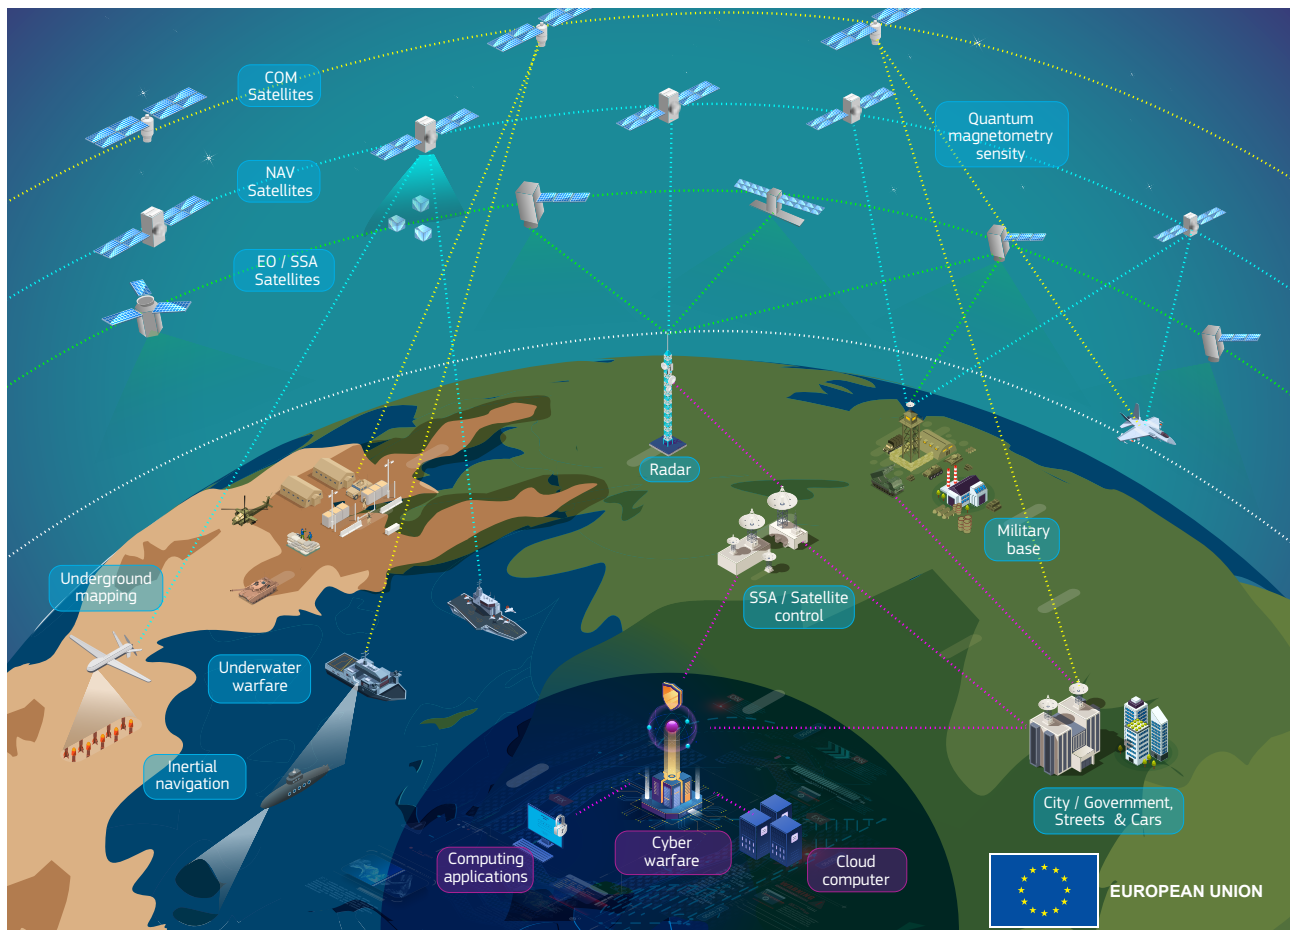 COM
Satellites
Quantum
magnetometry
sensity
NAV
Satellites
EO / SSA
Satellites
Radar
Military
base
Underground
mapping
SSA / Satellite
control
Underwater
warfare
Inertial
navigation
City / Government,
Streets & Cars
Cyber
warfare
Computing
applications
Cloud
computer
EUROPEAN UNION